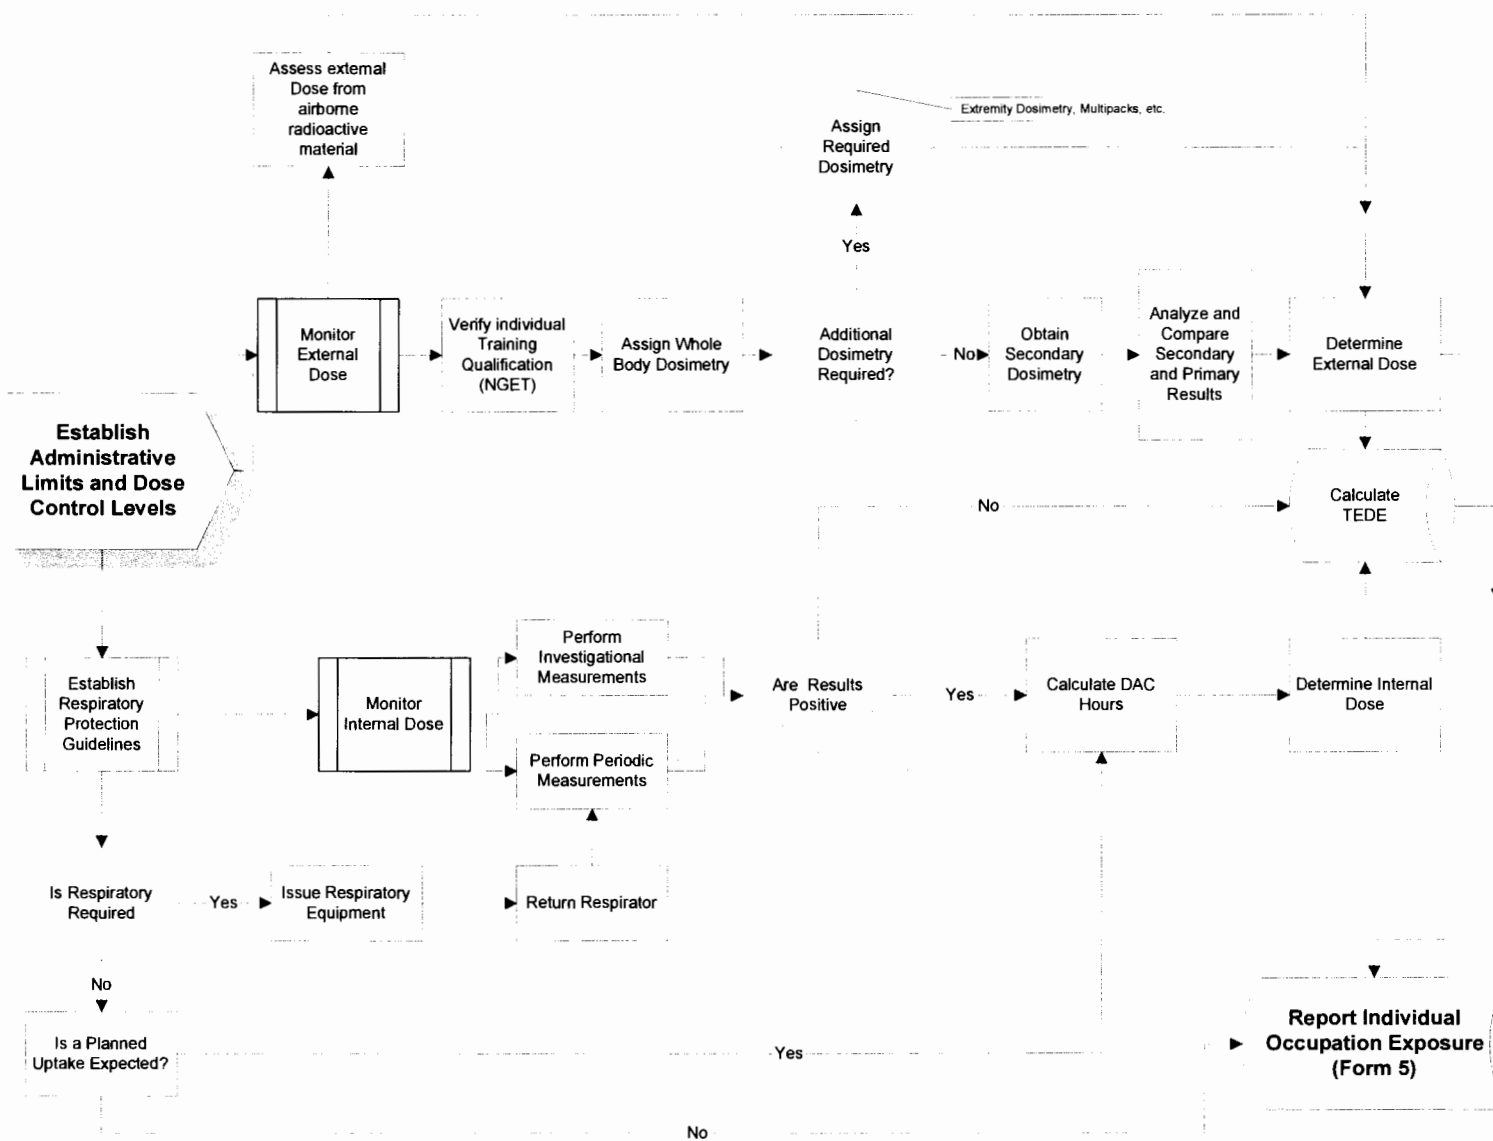 Assess external
Dose from
airborne
radioactive
material
Extremity Dosimetry, Multipacks, etc.
Assign
Required
Dosimetry
Yes
Monitor
External
Dose
Verify individual
Training
Qualification
(NGET)
Assign Whole
Body Dosimetry
Additional
Dosimetry
Required?
No
Obtain
Secondary
Dosimetry
Analyze and
Compare
Secondary
and Primary
Results
Determine
External Dose
Establish
Administrative
Limits and Dose
Control Levels
No
Calculate
TEDE
Establish
Respiratory
Protection
Guidelines
Monitor
Internal Dose
Perform
Investigational
Measurements
Perform Periodic
Measurements
Are Results
Positive
Yes
Calculate DAC
Hours
Determine Internal
Dose
Is Respiratory
Required
Yes
Issue Respiratory
Equipment
Return Respirator
No
Is a Planned
Uptake Expected?
Yes
Report Individual
Occupation Exposure
(Form 5)
No